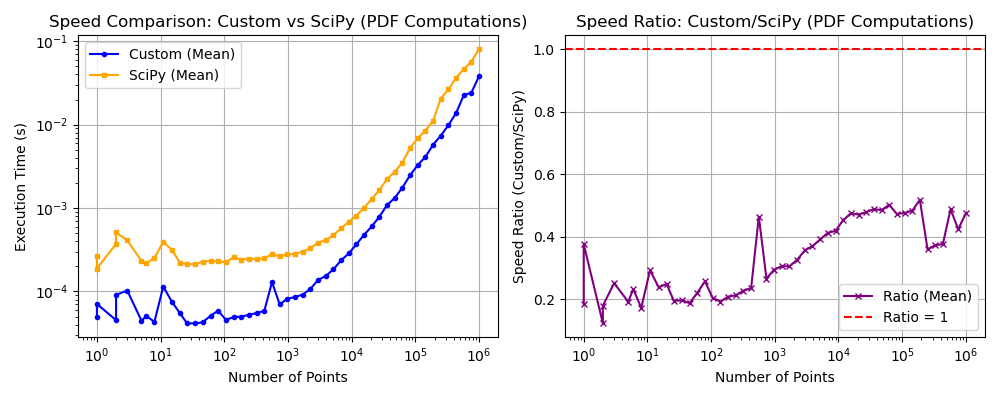 Speed Comparison: Custom vs SciPy (PDF Computations)
Custom (Mean)
SciPy (Mean)
Execution Time (s)
10⁻¹
10⁻²
10⁻³
10⁻⁴
10⁰ 10¹ 10² 10³ 10⁴ 10⁵ 10⁶
Number of Points
Speed Ratio: Custom/SciPy (PDF Computations)
Speed Ratio (Custom/SciPy)
1.0
0.8
0.6
0.4
0.2
Ratio (Mean)
Ratio = 1
10⁰ 10¹ 10² 10³ 10⁴ 10⁵ 10⁶
Number of Points